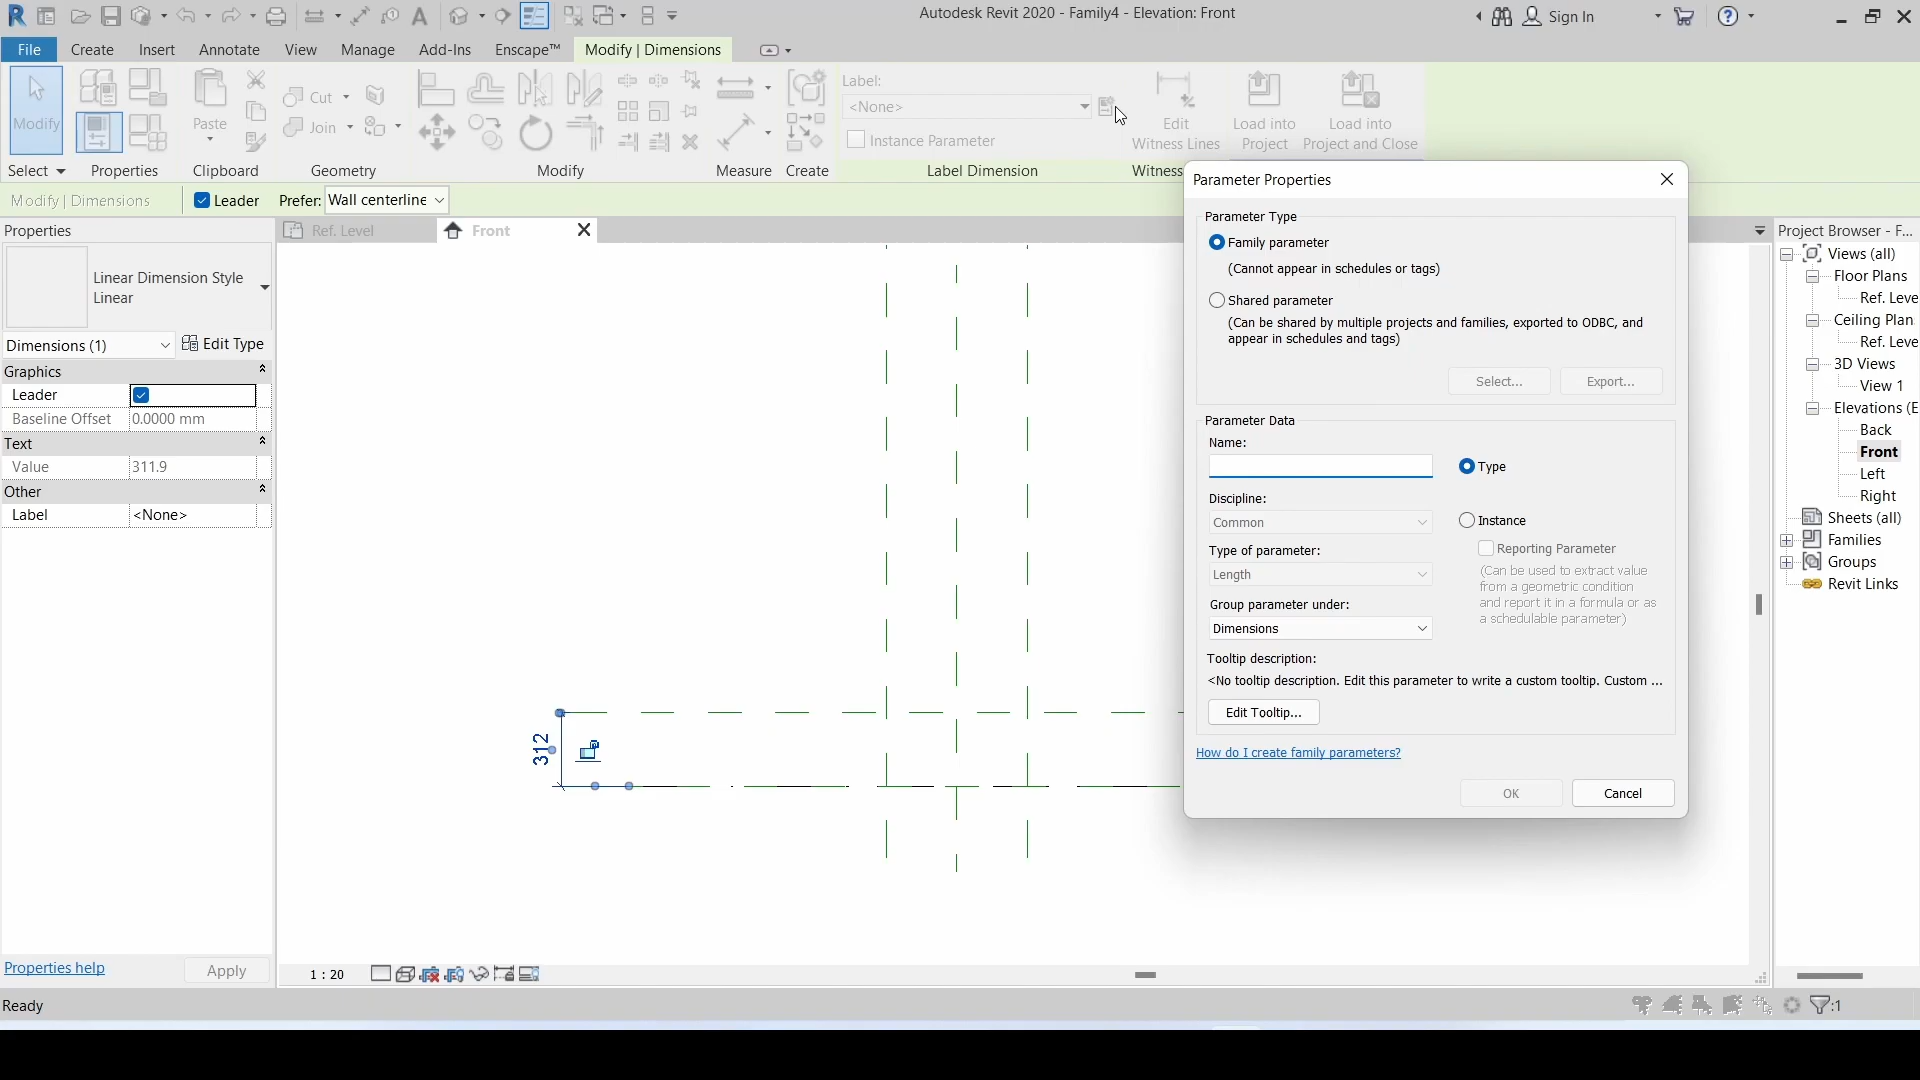 Autodesk Revit 2020 - Family4 - Elevation: Front
Sign In
File
Create
Insert
Annotate
View
Manage
Add-Ins
Enscape™
Modify | Dimensions
Modify
Paste
Cut
Join
Label:
<None>
Instance Parameter
Edit
Witness Lines
Load into
Project
Load into
Project and Close
Select
Properties
Clipboard
Geometry
Modify
Measure
Create
Label Dimension
Witness
Modify | Dimensions
Leader
Prefer:
Wall centerline
Properties
Linear Dimension Style
Linear
Dimensions (1)
Edit Type
Graphics
Leader
Baseline Offset
0.0000 mm
Text
Value
311.9
Other
Label
<None>
Properties help
Apply
Ref. Level
Front
312
1 : 20
Parameter Properties
Parameter Type
Family parameter
(Cannot appear in schedules or tags)
Shared parameter
(Can be shared by multiple projects and families, exported to ODBC, and
appear in schedules and tags)
Select...
Export...
Parameter Data
Name:
Type
Discipline:
Common
Instance
Type of parameter:
Reporting Parameter
Length
(Can be used to extract value
from a geometric condition
and report it in a formula or as
a schedulable parameter)
Group parameter under:
Dimensions
Tooltip description:
<No tooltip description. Edit this parameter to write a custom tooltip. Custom ...
Edit Tooltip...
How do I create family parameters?
OK
Cancel
Project Browser - F...
Views (all)
Floor Plans
Ref. Leve
Ceiling Plan
Ref. Leve
3D Views
View 1
Elevations (E
Back
Front
Left
Right
Sheets (all)
Families
Groups
Revit Links
Ready
:1